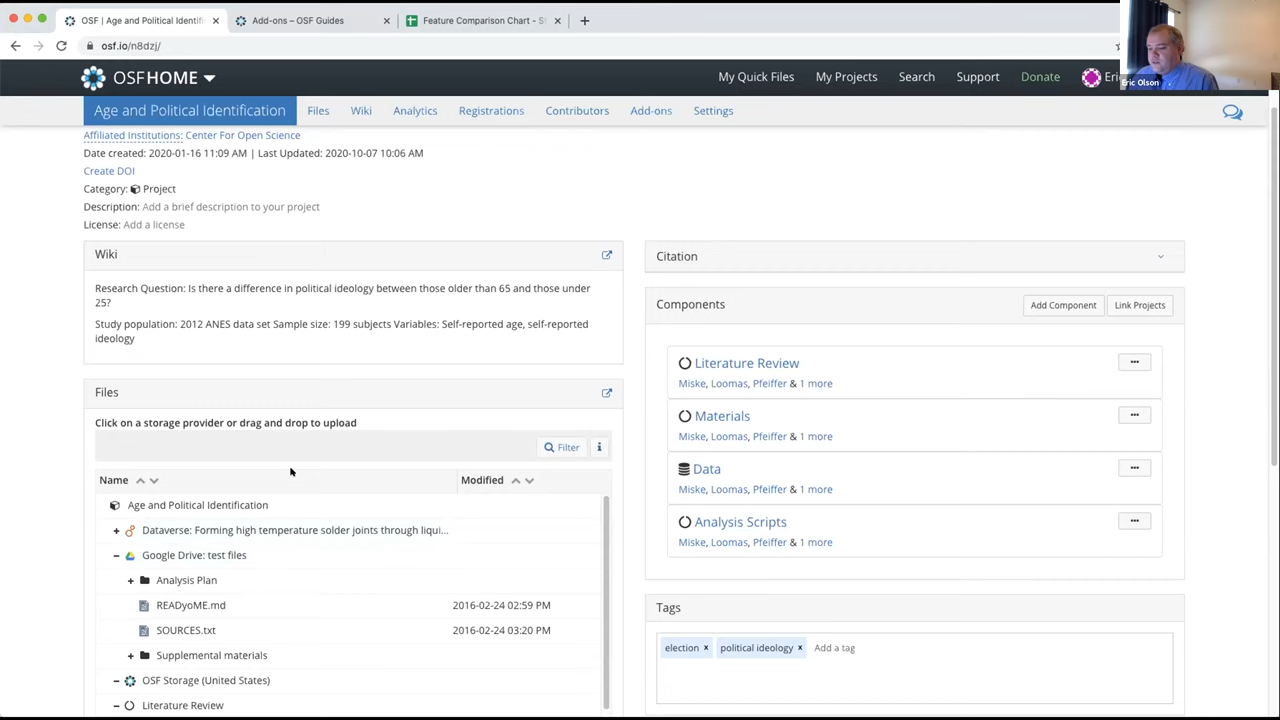 OSF | Age and Political Identifi
Add-ons – OSF Guides
Feature Comparison Chart - S
osf.io/n8dzj/
OSFHOME
My Quick Files
My Projects
Search
Support
Donate
Eric Olson
Age and Political Identification
Files
Wiki
Analytics
Registrations
Contributors
Add-ons
Settings
Affiliated Institutions: Center For Open Science
Date created: 2020-01-16 11:09 AM | Last Updated: 2020-10-07 10:06 AM
Create DOI
Category: Project
Description: Add a brief description to your project
License: Add a license
Wiki
Research Question: Is there a difference in political ideology between those older than 65 and those under
25?
Study population: 2012 ANES data set Sample size: 199 subjects Variables: Self-reported age, self-reported
ideology
Files
Click on a storage provider or drag and drop to upload
Filter
Name
Modified
Age and Political Identification
Dataverse: Forming high temperature solder joints through liqui...
Google Drive: test files
Analysis Plan
READyoME.md 2016-02-24 02:59 PM
SOURCES.txt 2016-02-24 03:20 PM
Supplemental materials
OSF Storage (United States)
Literature Review
Citation
Components
Add Component
Link Projects
Literature Review
Miske, Loomas, Pfeiffer & 1 more
Materials
Miske, Loomas, Pfeiffer & 1 more
Data
Miske, Loomas, Pfeiffer & 1 more
Analysis Scripts
Miske, Loomas, Pfeiffer & 1 more
Tags
election x
political ideology x
Add a tag